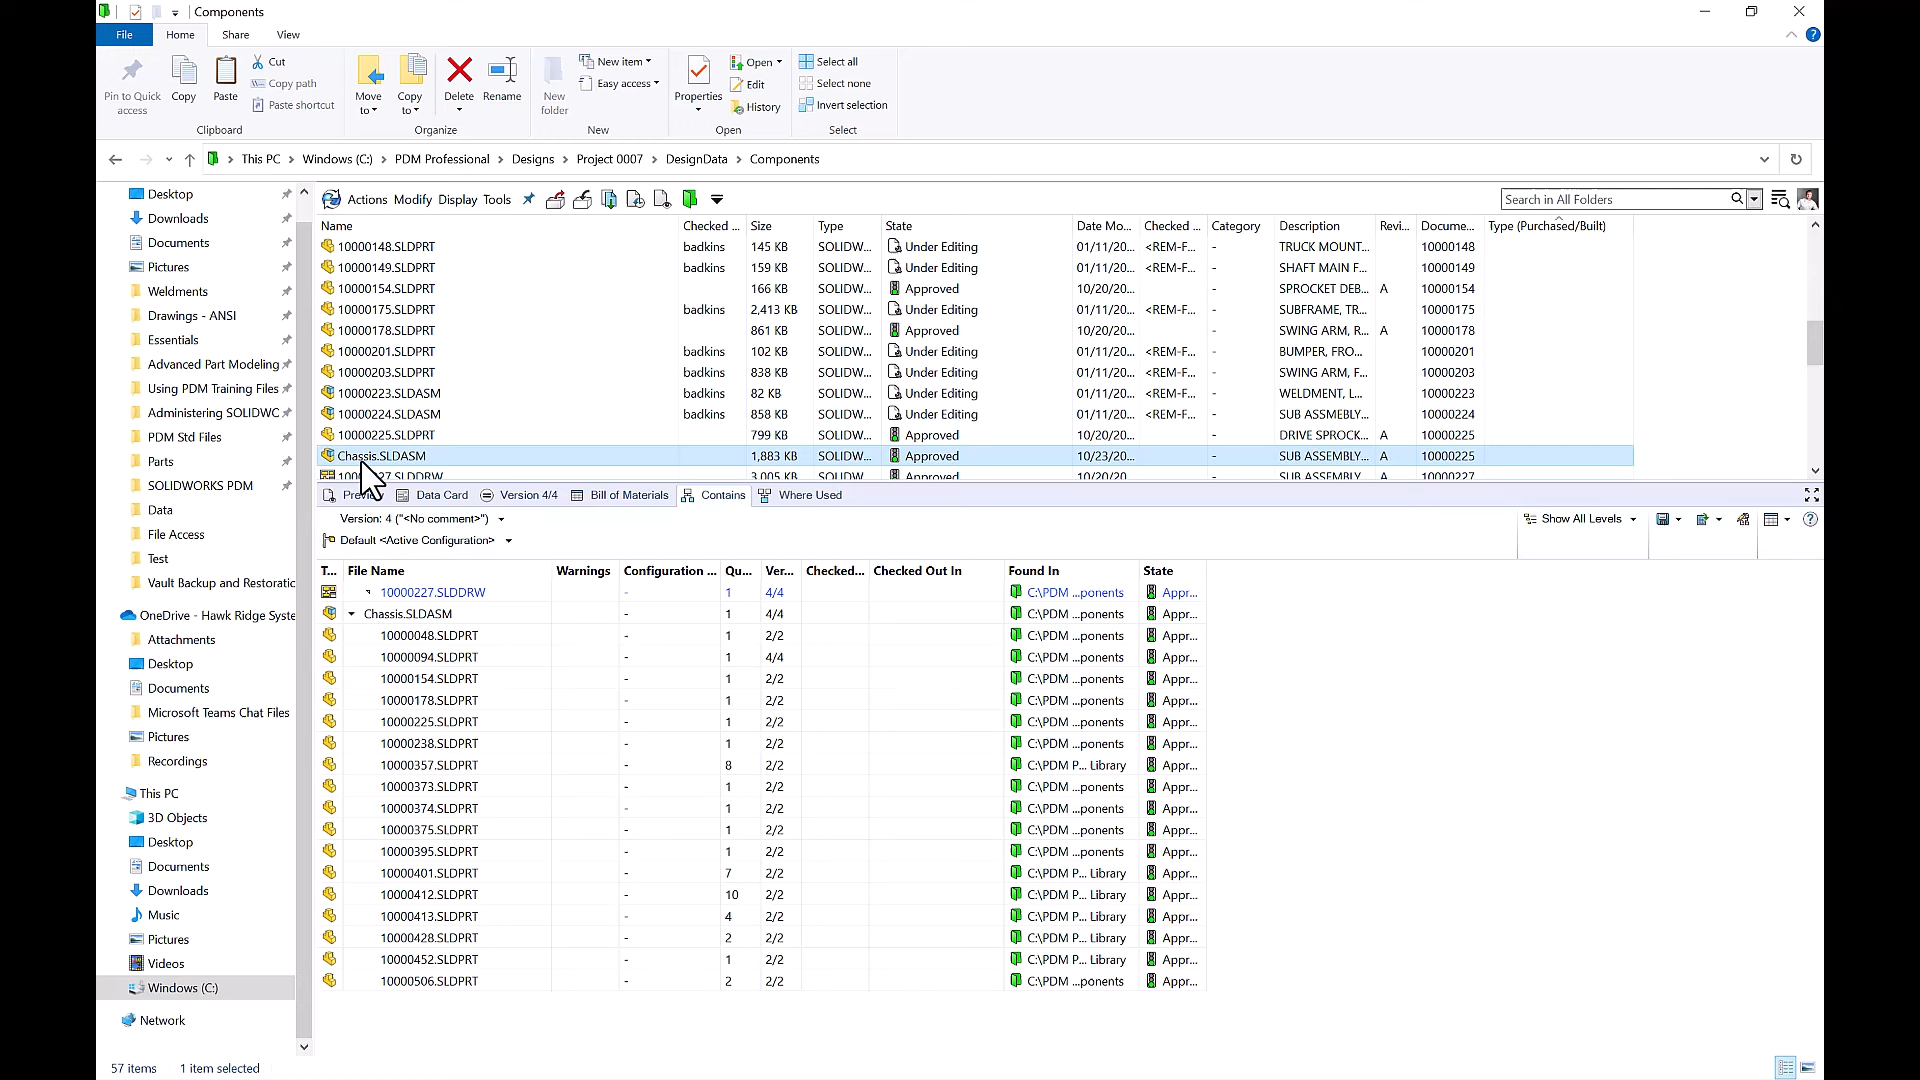 Components
File Home Share View
Pin to Quick access
Copy
Paste
Cut
Copy path
Paste shortcut
Clipboard
Move to
Copy to
Delete
Rename
Organize
New folder
New item
Easy access
New
Properties
Open
Edit
History
Open
Select all
Select none
Invert selection
Select
This PC > Windows (C:) > PDM Professional > Designs > Project 0007 > DesignData > Components
Desktop
Downloads
Documents
Pictures
Weldments
Drawings - ANSI
Essentials
Advanced Part Modeling
Using PDM Training Files
Administering SOLIDWC
PDM Std Files
Parts
SOLIDWORKS PDM
Data
File Access
Test
Vault Backup and Restoratic
OneDrive - Hawk Ridge Syste
Attachments
Desktop
Documents
Microsoft Teams Chat Files
Pictures
Recordings
This PC
3D Objects
Desktop
Documents
Downloads
Music
Pictures
Videos
Windows (C:)
Network
Actions Modify Display Tools
Search in All Folders
Name Checked ... Size Type State Date Mo... Checked ... Category Description Revi... Docume... Type (Purchased/Built)
10000148.SLDPRT badkins 145 KB SOLIDW... Under Editing 01/11/20... <REM-F... - TRUCK MOUNT... 10000148
10000149.SLDPRT badkins 159 KB SOLIDW... Under Editing 01/11/20... <REM-F... - SHAFT MAIN F... 10000149
10000154.SLDPRT 166 KB SOLIDW... Approved 10/20/20... - SPROCKET DEB... A 10000154
10000175.SLDPRT badkins 2,413 KB SOLIDW... Under Editing 01/11/20... <REM-F... - SUBFRAME, TR... 10000175
10000178.SLDPRT 861 KB SOLIDW... Approved 10/20/20... - SWING ARM, R... A 10000178
10000201.SLDPRT badkins 102 KB SOLIDW... Under Editing 01/11/20... <REM-F... - BUMPER, FRO... 10000201
10000203.SLDPRT badkins 838 KB SOLIDW... Under Editing 01/11/20... <REM-F... - SWING ARM, F... 10000203
10000223.SLDASM badkins 82 KB SOLIDW... Under Editing 01/11/20... <REM-F... - WELDMENT, L... 10000223
10000224.SLDASM badkins 858 KB SOLIDW... Under Editing 01/11/20... <REM-F... - SUB ASSMEBLY... 10000224
10000225.SLDPRT 799 KB SOLIDW... Approved 10/20/20... - DRIVE SPROCK... A 10000225
Chassis.SLDASM 1,883 KB SOLIDW... Approved 10/23/20... - SUB ASSEMBLY... A 10000225
3,005 KB SOLIDW... Approved 10/20/20... - SUB ASSEMBLY... A 10000227
Data Card Version 4/4 Bill of Materials Contains Where Used
Version: 4 ("<No comment>")
Show All Levels
Default <Active Configuration>
T... File Name Warnings Configuration ... Qu... Ver... Checked... Checked Out In Found In State
10000227.SLDDRW - 1 4/4 C:\PDM ...ponents Appr...
Chassis.SLDASM - 1 4/4 C:\PDM ...ponents Appr...
10000048.SLDPRT - 1 2/2 C:\PDM ...ponents Appr...
10000094.SLDPRT - 1 4/4 C:\PDM ...ponents Appr...
10000154.SLDPRT - 1 2/2 C:\PDM ...ponents Appr...
10000178.SLDPRT - 1 2/2 C:\PDM ...ponents Appr...
10000225.SLDPRT - 1 2/2 C:\PDM ...ponents Appr...
10000238.SLDPRT - 1 2/2 C:\PDM ...ponents Appr...
10000357.SLDPRT - 8 2/2 C:\PDM P... Library Appr...
10000373.SLDPRT - 1 2/2 C:\PDM ...ponents Appr...
10000374.SLDPRT - 1 2/2 C:\PDM ...ponents Appr...
10000375.SLDPRT - 1 2/2 C:\PDM ...ponents Appr...
10000395.SLDPRT - 1 2/2 C:\PDM ...ponents Appr...
10000401.SLDPRT - 7 2/2 C:\PDM P... Library Appr...
10000412.SLDPRT - 10 2/2 C:\PDM P... Library Appr...
10000413.SLDPRT - 4 2/2 C:\PDM P... Library Appr...
10000428.SLDPRT - 2 2/2 C:\PDM P... Library Appr...
10000452.SLDPRT - 1 2/2 C:\PDM P... Library Appr...
10000506.SLDPRT - 2 2/2 C:\PDM ...ponents Appr...
57 items 1 item selected